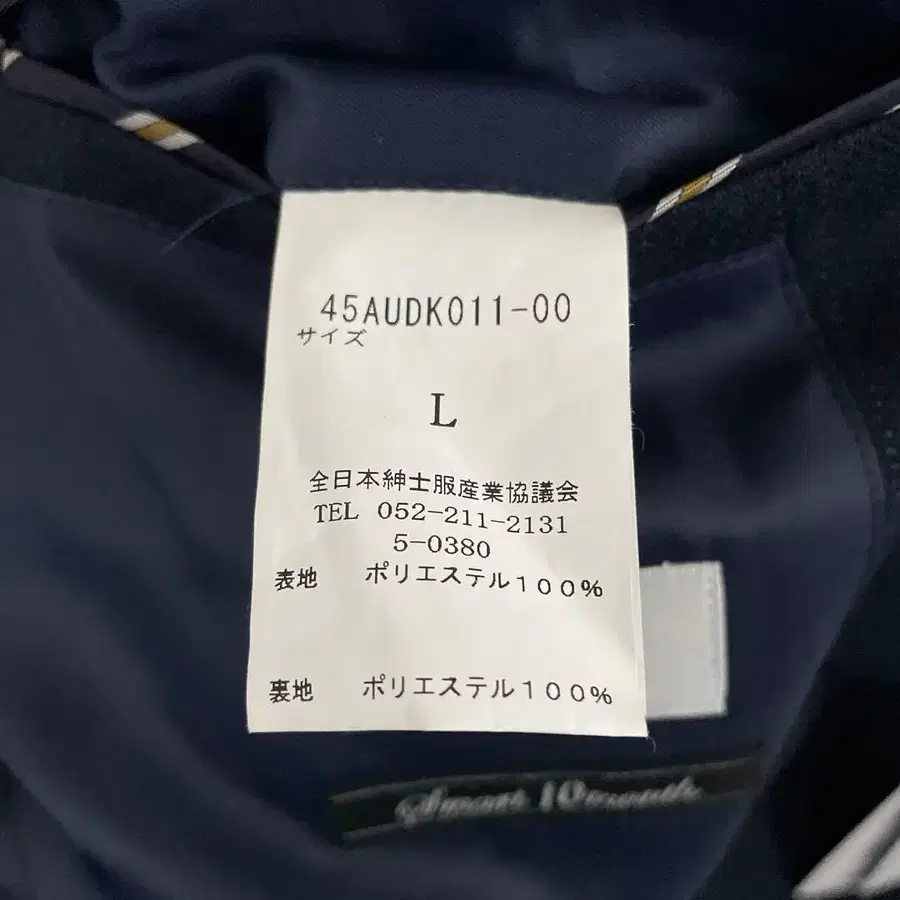 45AUDK011-00
サイズ
L
全日本紳士服産業協議会
TEL 052-211-2131
5-0380
表地 ポリエステル100%
裏地 ポリエステル100%
Smart 10month